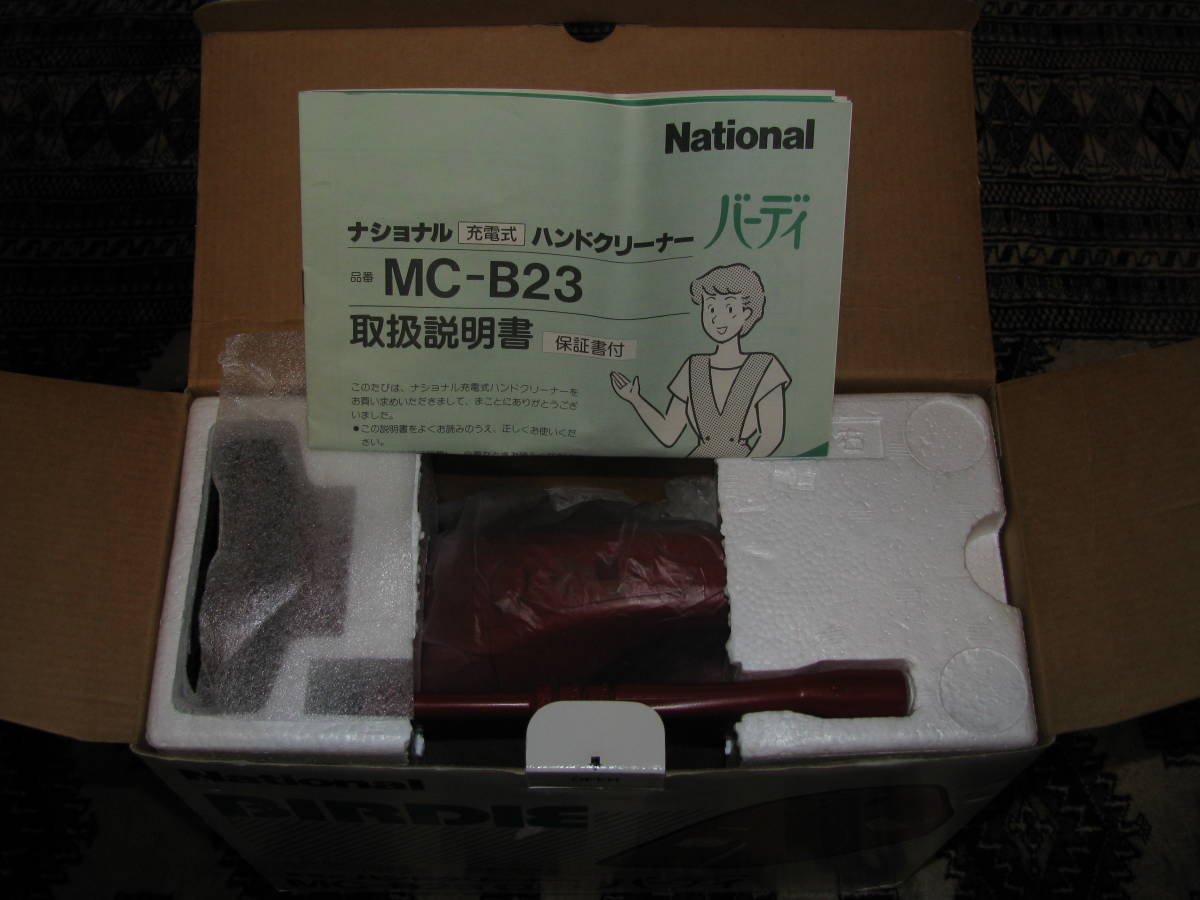 National
ナショナル 充電式 ハンドクリーナー バーディ
品番 MC-B23
取扱説明書 保証書付
このたびは、ナショナル充電式ハンドクリーナーを
お買い求めいただきまして、まことにありがとうござ
いました。
●この説明書をよくお読みのうえ、正しくお使いくだ
さい。
右
OPEN
National
BIRDIE